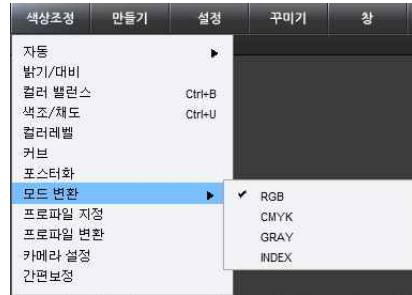 색상조정 만들기 설정 꾸미기 창
자동
밝기/대비
컬러 밸런스 Ctrl+B
색조/채도 Ctrl+U
컬러레벨
커브
포스터화
모드 변환
✔ RGB
프로파일 지정
CMYK
프로파일 변환
GRAY
카메라 설정
INDEX
간편보정